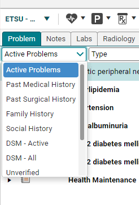 ETSU - ...
Problem Notes Labs Radiology
Active Problems Type
Active Problems
ic peripheral ne
Past Medical History
lipidemia
Past Surgical History
Family History
rtension
Social History
albuminuria
DSM - Active
2 diabetes mell
DSM - All
2 diabetes mell
Unverified
Health Maintenance